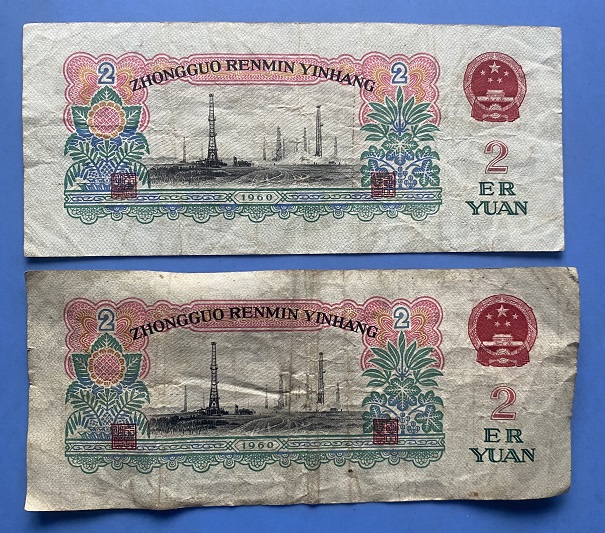 2 ZHONGGUO RENMIN YINHANG 2
2
ER
YUAN
1960
2 ZHONGGUO RENMIN YINHANG 2
2
ER
YUAN
1960